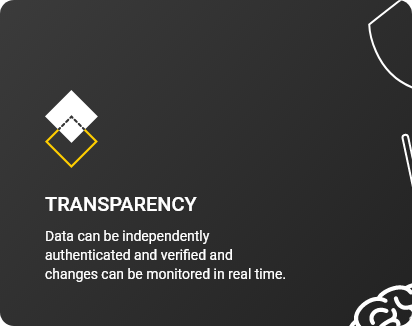 TRANSPARENCY
Data can be independently
authenticated and verified and
changes can be monitored in real time.